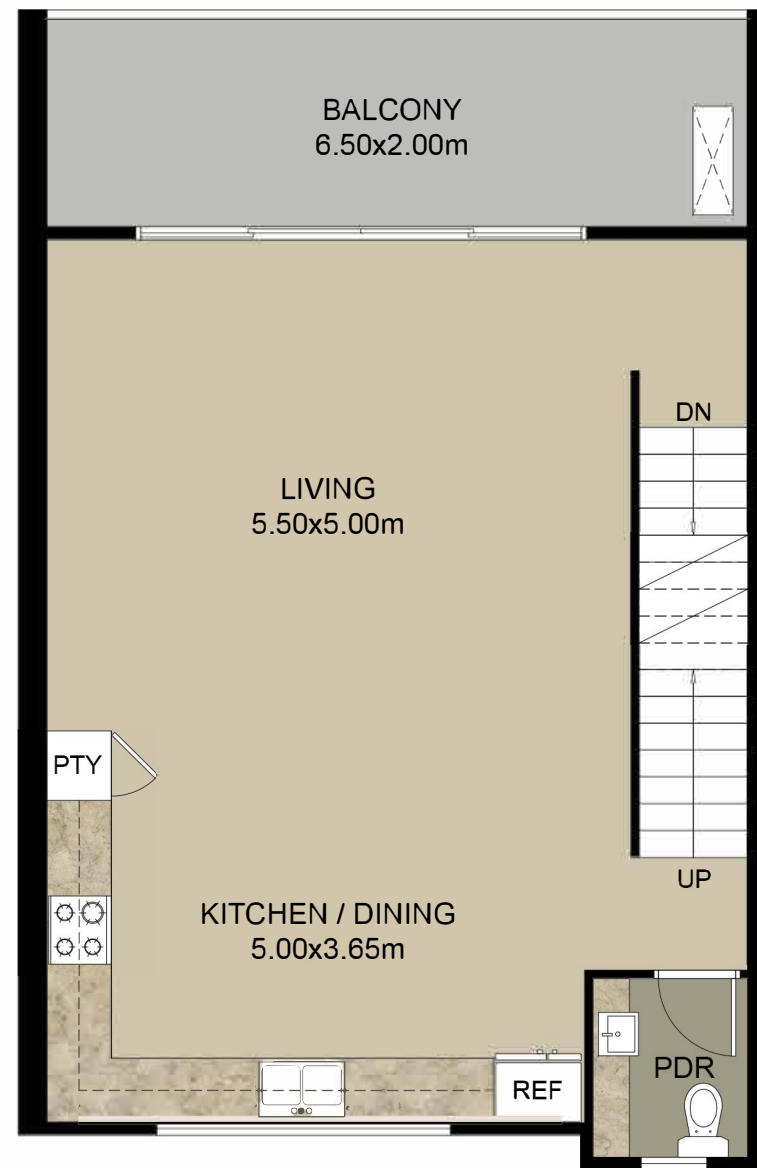 BALCONY
6.50x2.00m
DN
LIVING
5.50x5.00m
PTY
UP
KITCHEN / DINING
5.00x3.65m
PDR
REF